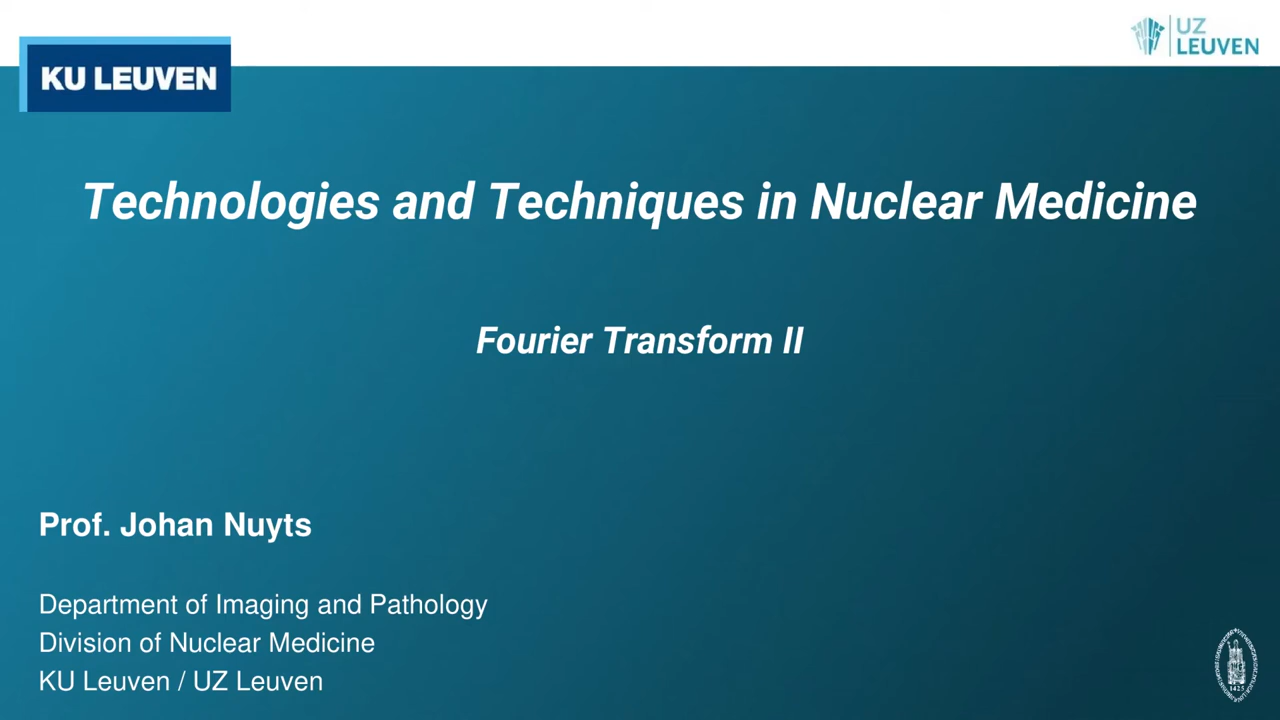 UZ
LEUVEN
KU LEUVEN
Technologies and Techniques in Nuclear Medicine
Fourier Transform II
Prof. Johan Nuyts
Department of Imaging and Pathology
Division of Nuclear Medicine
KU Leuven / UZ Leuven
1425